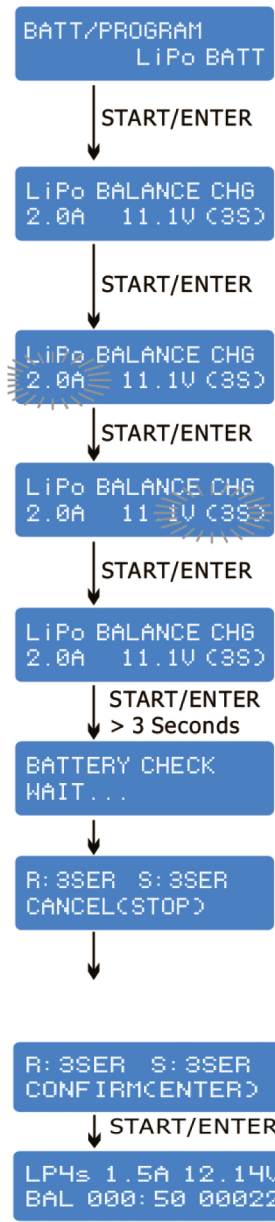 BATT/PROGRAM
LiPo BATT
START/ENTER
LiPo BALANCE CHG
2.0A 11.1V (3S)
START/ENTER
LiPo BALANCE CHG
2.0A 11.1V (3S)
START/ENTER
LiPo BALANCE CHG
2.0A 11.1V (3S)
START/ENTER
LiPo BALANCE CHG
2.0A 11.1V (3S)
START/ENTER
> 3 Seconds
BATTERY CHECK
WAIT...
R:3SER S:3SER
CANCEL(STOP)
R:3SER S:3SER
CONFIRM(ENTER)
START/ENTER
LP4s 1.5A 12.14V
BAL 000:50 00022